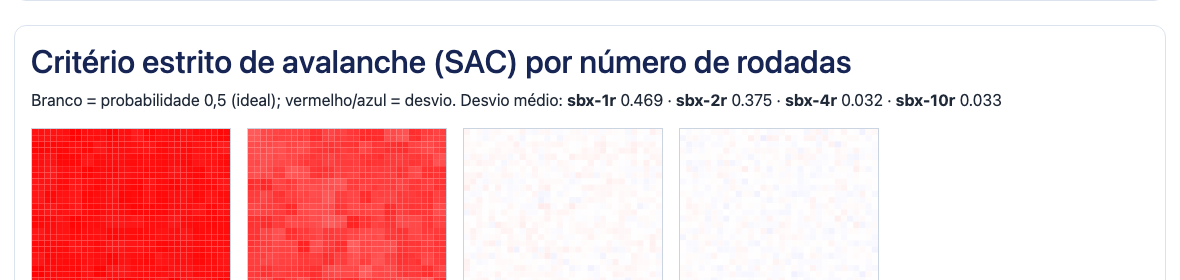 Critério estrito de avalanche (SAC) por número de rodadas
Branco = probabilidade 0,5 (ideal); vermelho/azul = desvio. Desvio médio: sbx-1r 0.469 · sbx-2r 0.375 · sbx-4r 0.032 · sbx-10r 0.033